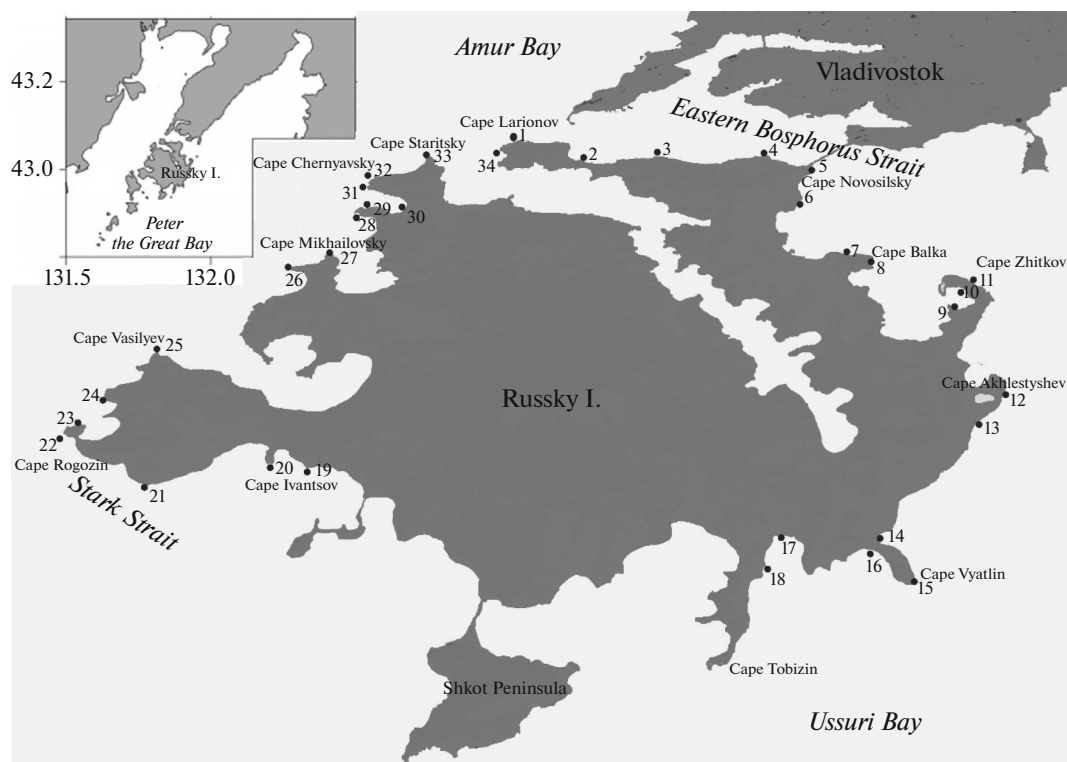 Amur Bay
Vladivostok
43.2
Cape Larionov
1
Eastern Bosphorus Strait
Cape Staritsky
33
34
2
3
4
5
43.0
Cape Chernyavsky
32
31
Russky I.
Cape Novosilsky
6
29
30
28
Peter
the Great Bay
Cape Mikhailovsky
27
7
Cape Balka
8
Cape Zhitkov
11
10
9
26
131.5
132.0
Cape Vasilyev
25
24
Russky I.
Cape Akhlestyshev
12
23
13
22
Cape Rogozin
20
19
Cape Ivantsov
21
Stark Strait
17
14
16
18
15
Cape Vyatlin
Cape Tobizin
Shkot Peninsula
Ussuri Bay